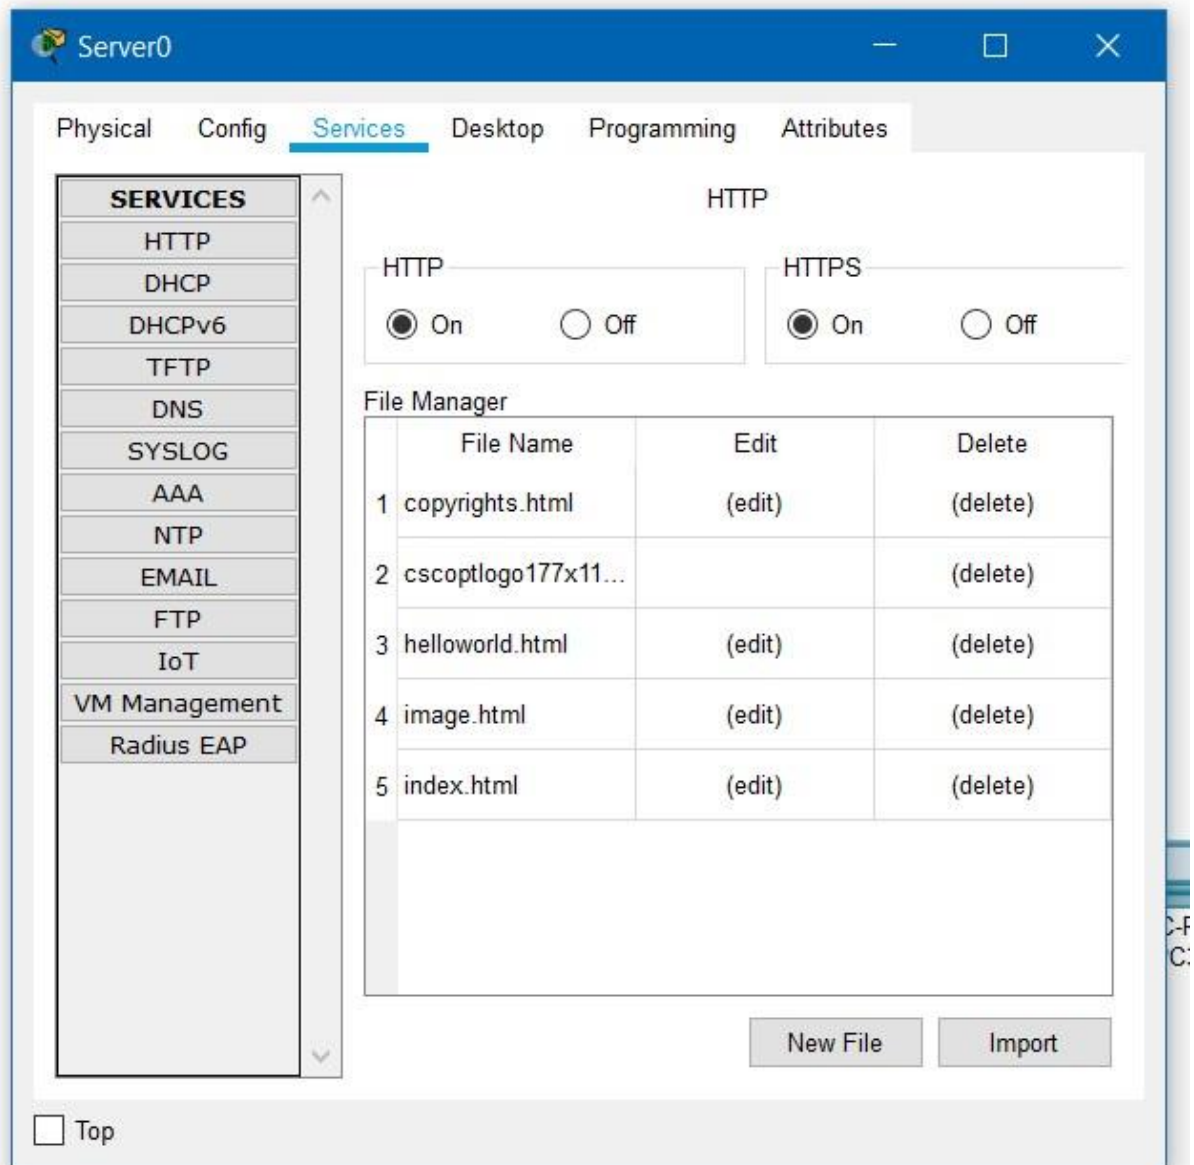 Server0
Physical Config Services Desktop Programming Attributes
SERVICES
HTTP
DHCP
DHCPv6
TFTP
DNS
SYSLOG
AAA
NTP
EMAIL
FTP
IoT
VM Management
Radius EAP
HTTP
HTTP
On Off
HTTPS
On Off
File Manager
File Name Edit Delete
1 copyrights.html (edit) (delete)
2 cscoptlogo177x11... (delete)
3 helloworld.html (edit) (delete)
4 image.html (edit) (delete)
5 index.html (edit) (delete)
New File Import
Top